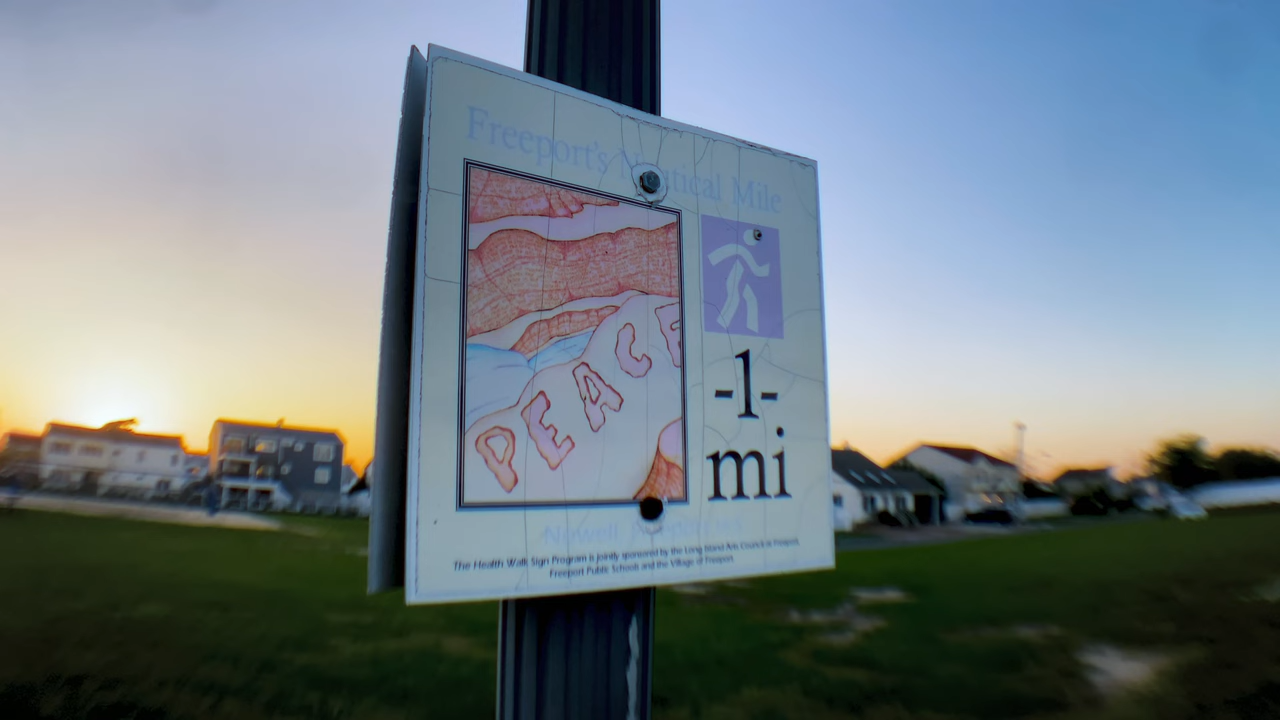 Freeport's Nautical Mile
PEACE
-1-
mi
The Health Walk Sign Program is jointly sponsored by the Long Island Arts Council at Freeport,
Freeport Public Schools and the Village of Freeport.